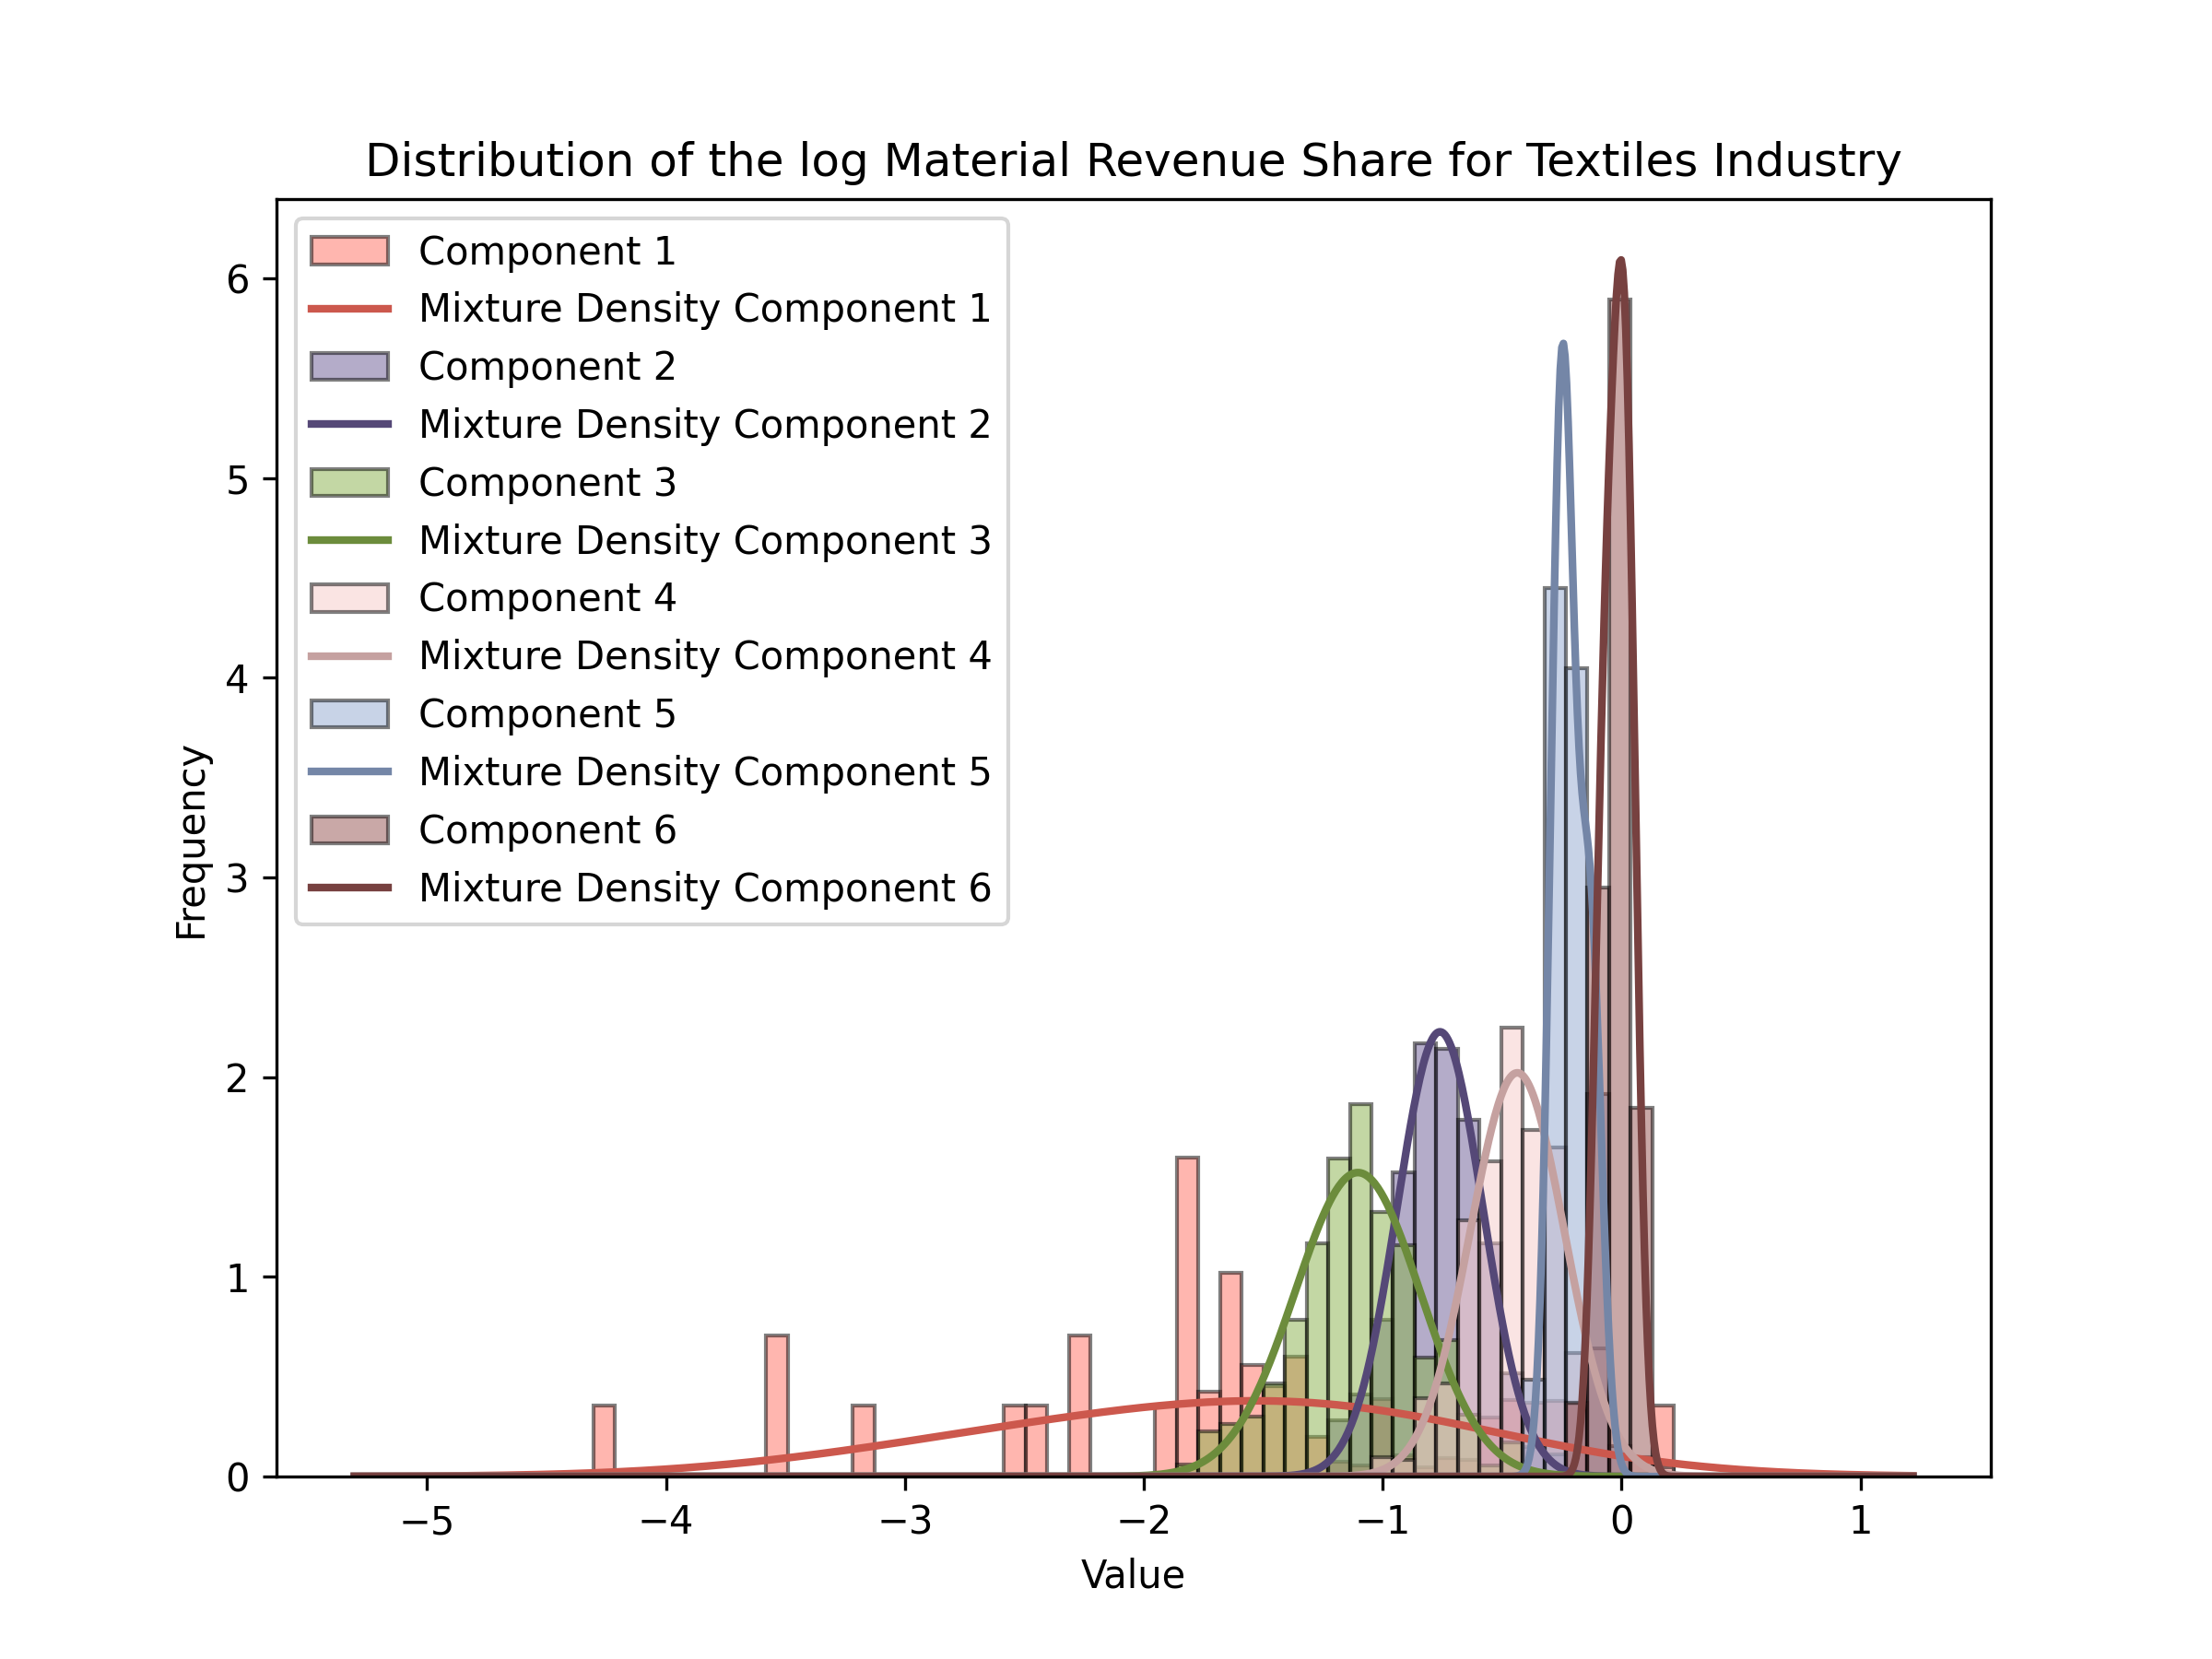 Distribution of the log Material Revenue Share for Textiles Industry
Component 1
Mixture Density Component 1
Component 2
Mixture Density Component 2
Component 3
Mixture Density Component 3
Component 4
Mixture Density Component 4
Component 5
Mixture Density Component 5
Component 6
Mixture Density Component 6
Frequency
6
5
4
3
2
1
0
−5 −4 −3 −2 −1 0 1
Value